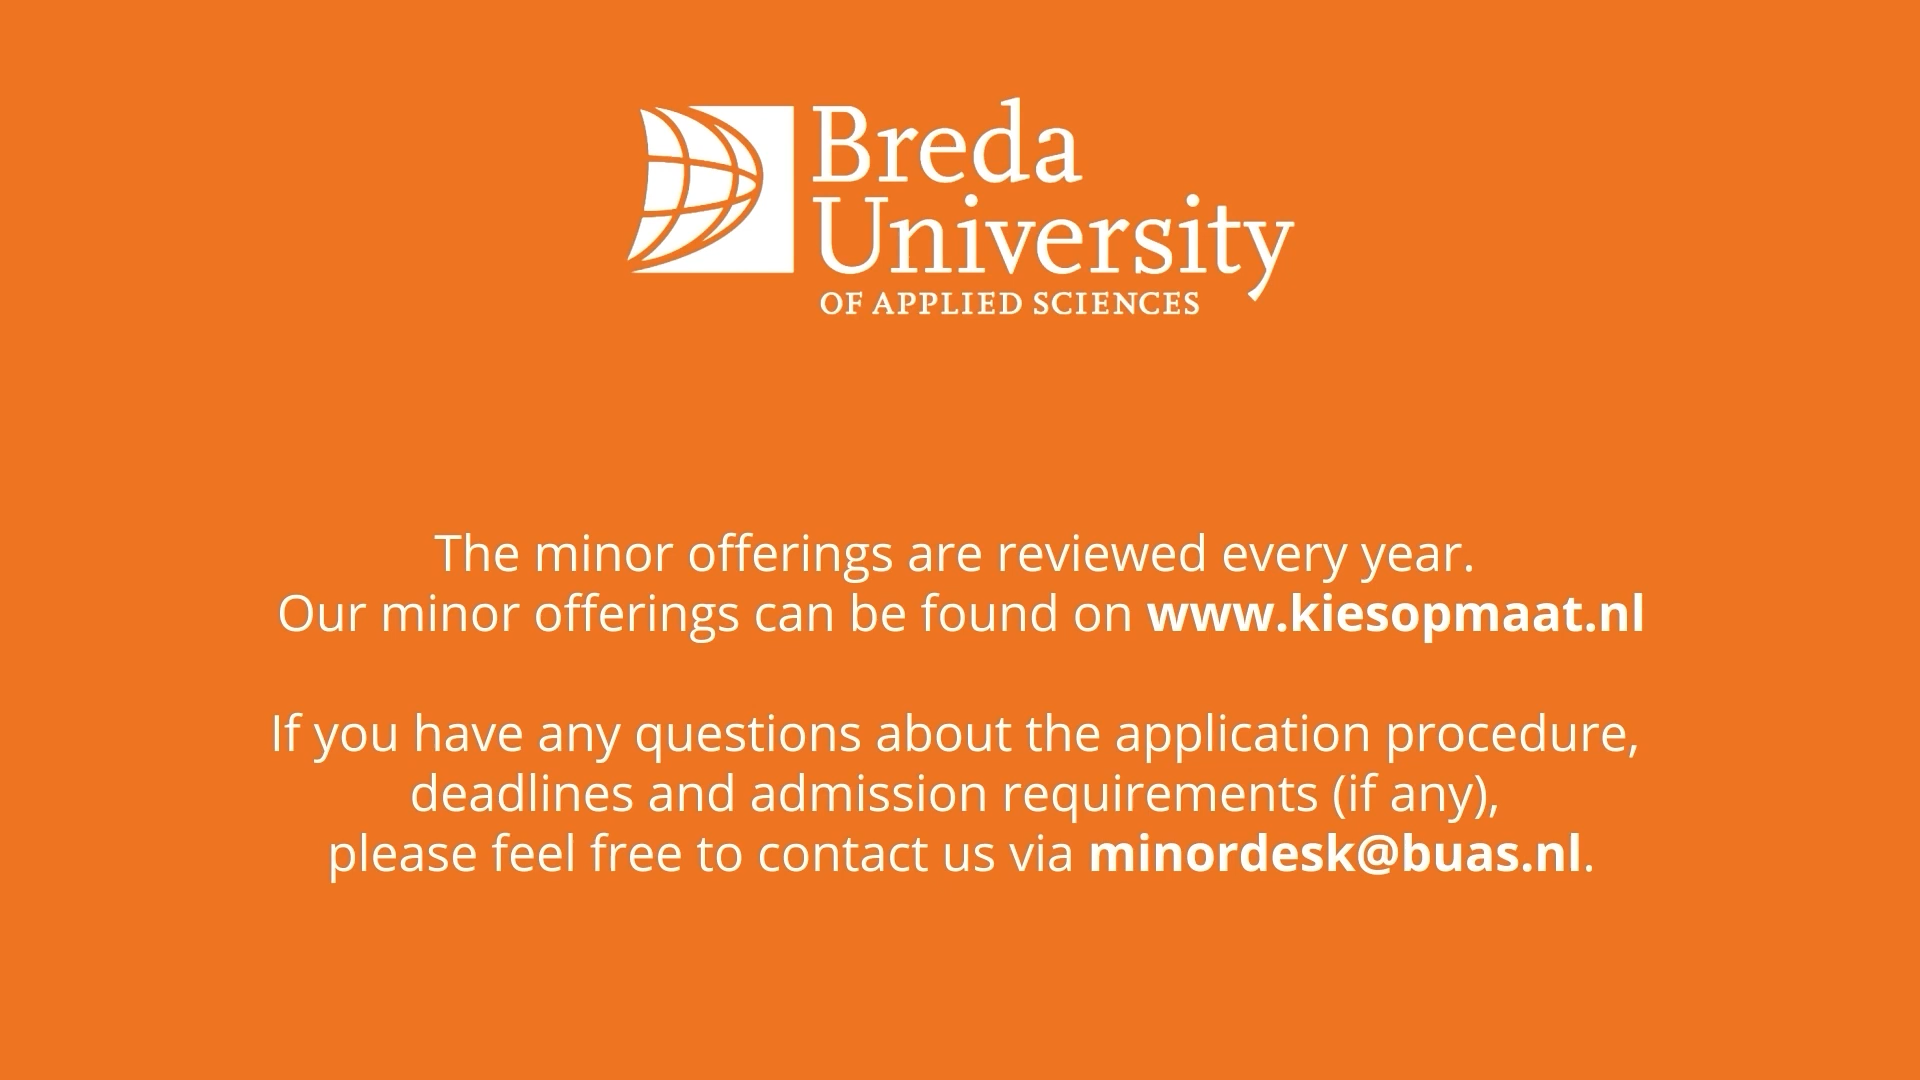 Breda
University
OF APPLIED SCIENCES
The minor offerings are reviewed every year.
Our minor offerings can be found on www.kiesopmaat.nl
If you have any questions about the application procedure,
deadlines and admission requirements (if any),
please feel free to contact us via minordesk@buas.nl.